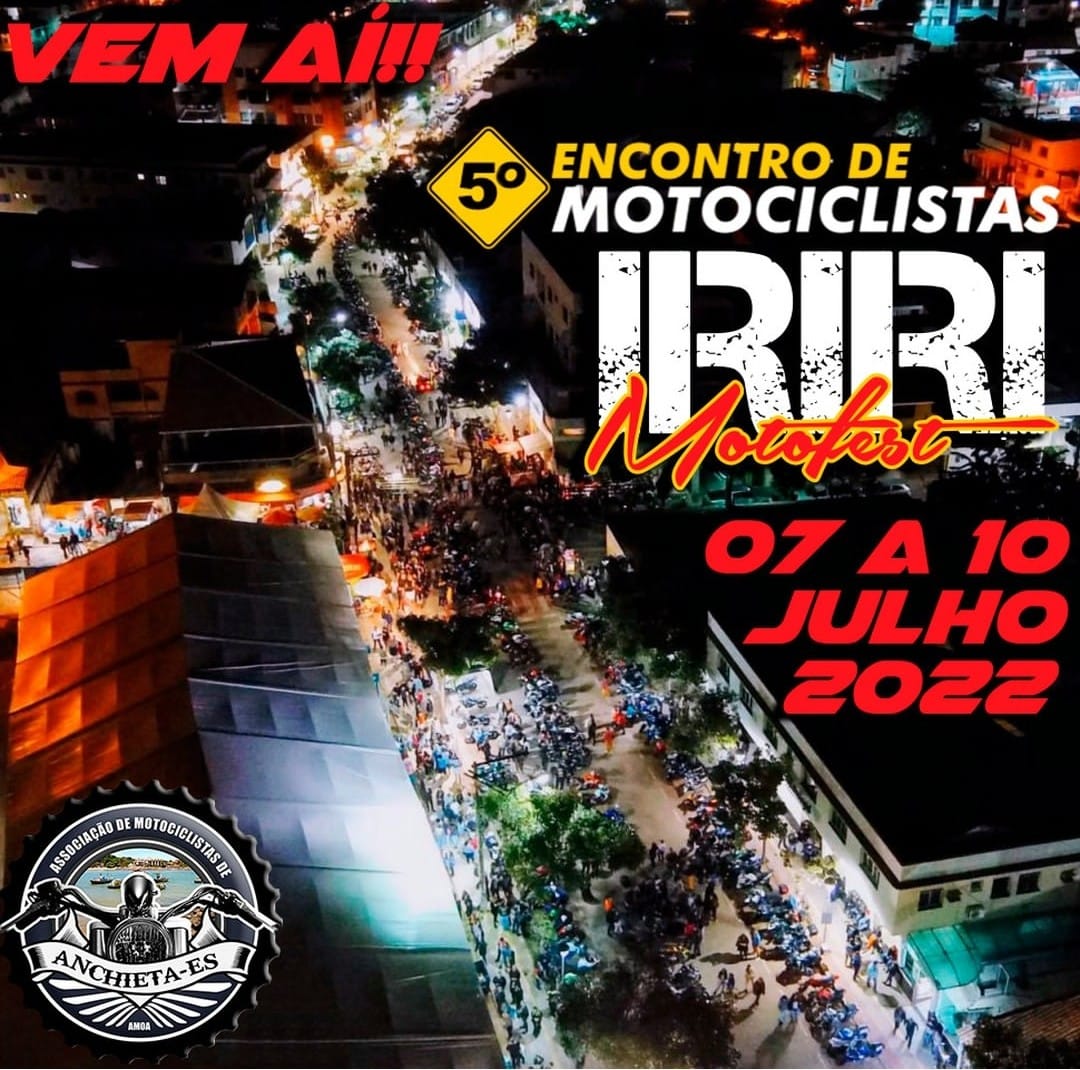 VEM AÍ!!
5º
ENCONTRO DE
MOTOCICLISTAS
IRIRI
Motofest
07 A 10
JULHO
2022
ASSOCIAÇÃO DE MOTOCICLISTAS DE
ANCHIETA-ES
AMOA